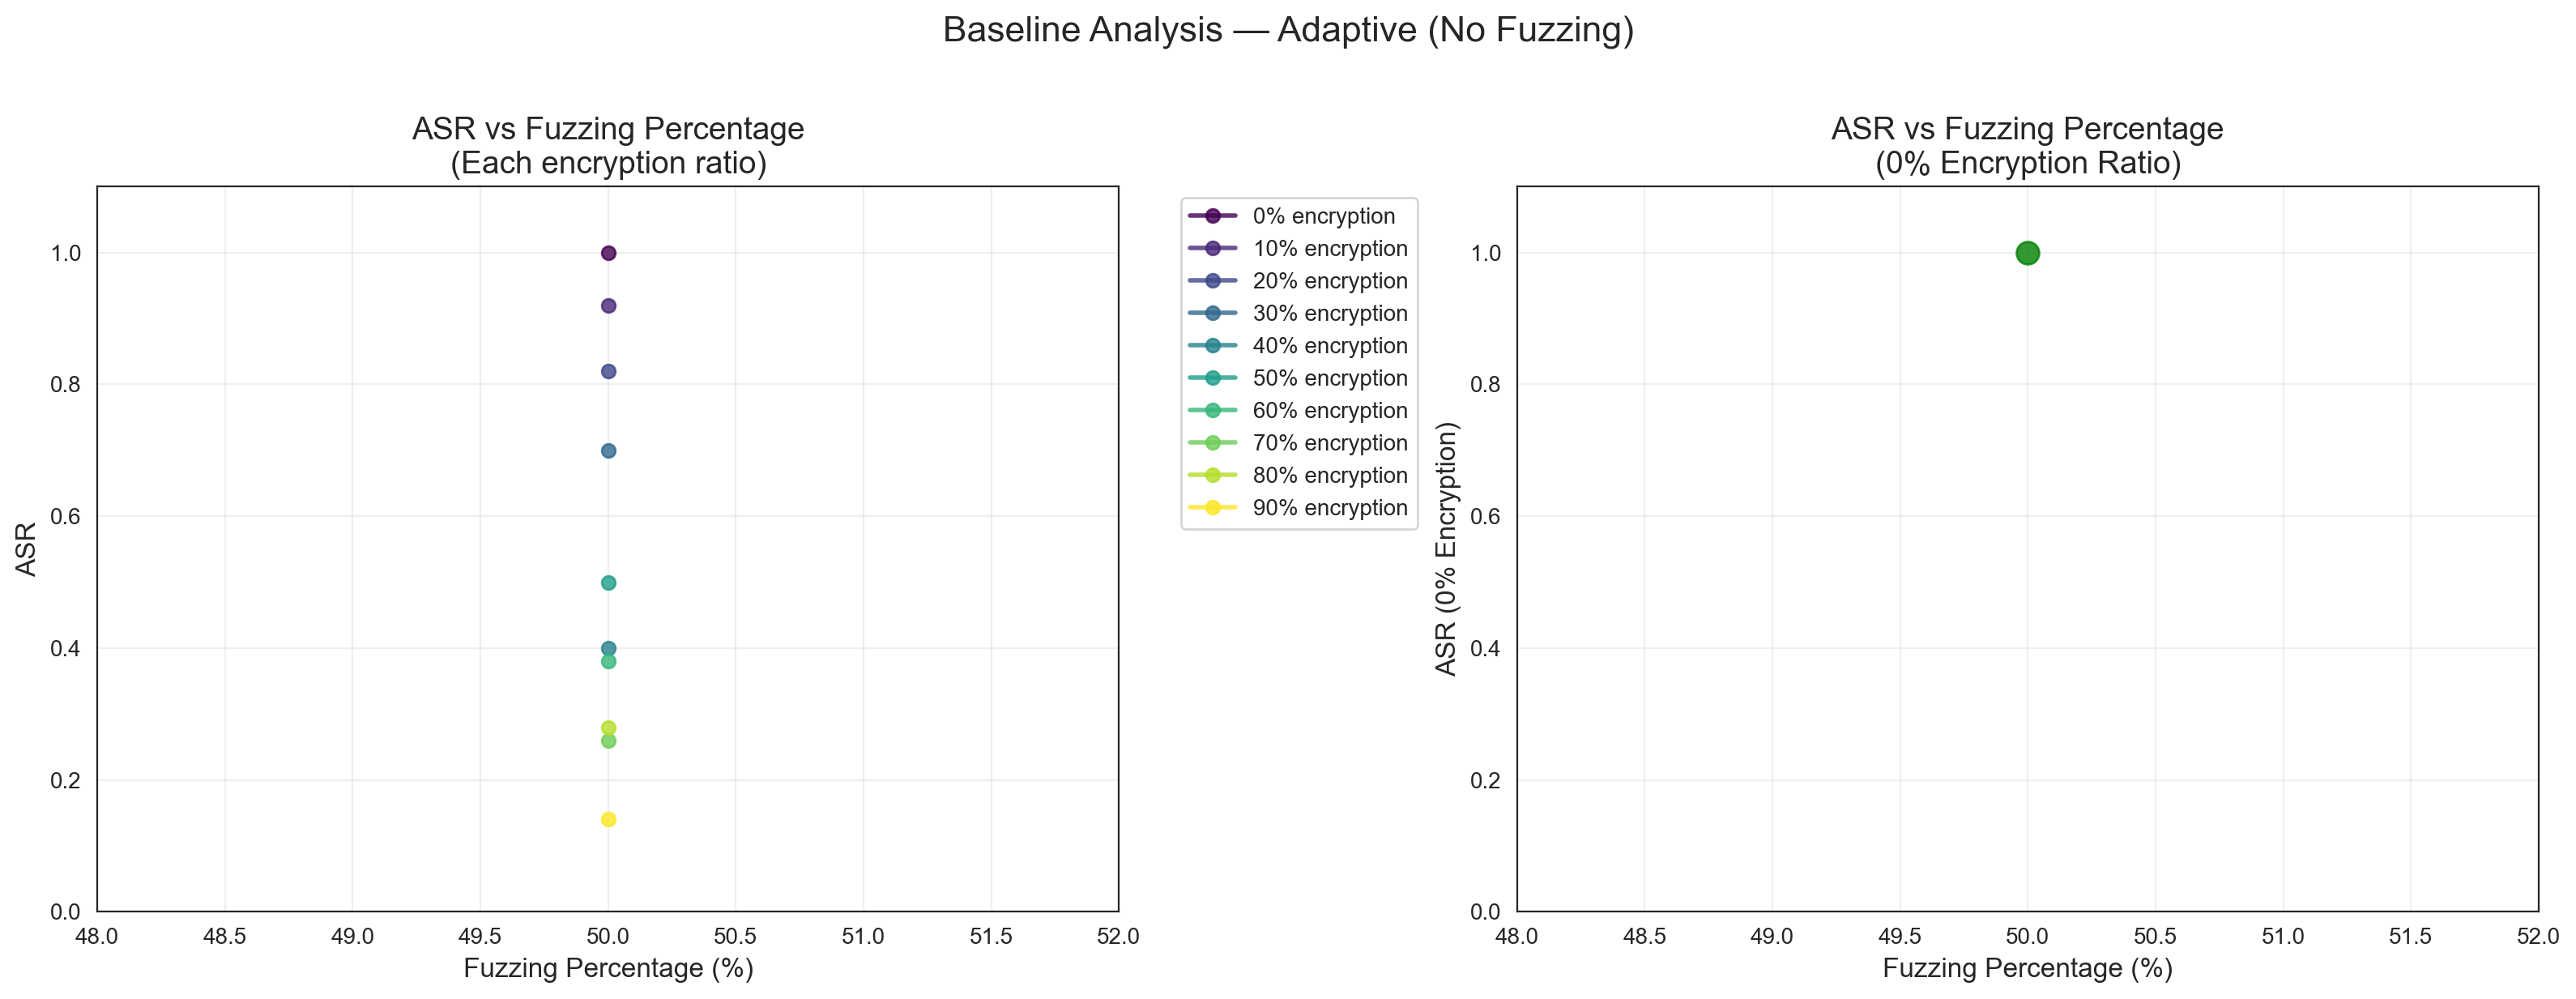 Baseline Analysis — Adaptive (No Fuzzing)
ASR vs Fuzzing Percentage
(Each encryption ratio)
ASR
1.0
0.8
0.6
0.4
0.2
0.0
48.0 48.5 49.0 49.5 50.0 50.5 51.0 51.5 52.0
Fuzzing Percentage (%)
0% encryption
10% encryption
20% encryption
30% encryption
40% encryption
50% encryption
60% encryption
70% encryption
80% encryption
90% encryption
ASR vs Fuzzing Percentage
(0% Encryption Ratio)
ASR (0% Encryption)
1.0
0.8
0.6
0.4
0.2
0.0
48.0 48.5 49.0 49.5 50.0 50.5 51.0 51.5 52.0
Fuzzing Percentage (%)